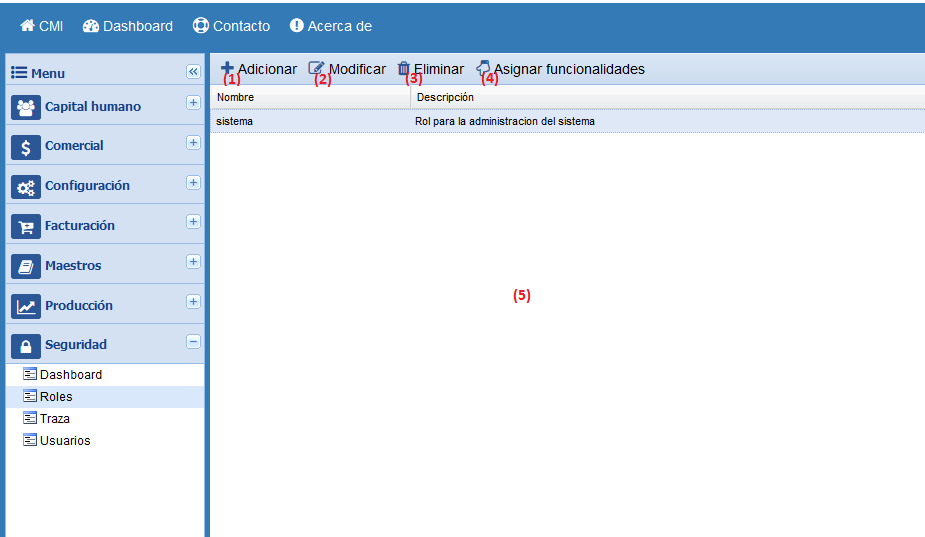 CMI Dashboard Contacto Acerca de
Menu
Adicionar Modificar Eliminar Asignar funcionalidades
(1) (2) (3) (4)
Nombre Descripción
sistema Rol para la administracion del sistema
Capital humano
Comercial
Configuración
Facturación
Maestros
Producción
Seguridad
Dashboard
Roles
Traza
Usuarios
(5)